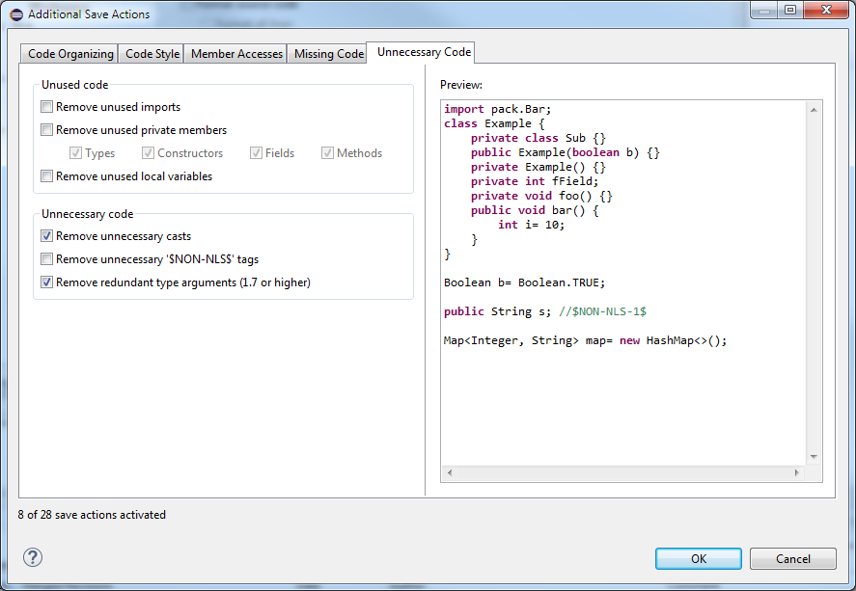 Additional Save Actions
Code Organizing
Code Style
Member Accesses
Missing Code
Unnecessary Code
Unused code
Remove unused imports
Remove unused private members
Types
Constructors
Fields
Methods
Remove unused local variables
Unnecessary code
Remove unnecessary casts
Remove unnecessary '$NON-NLS$' tags
Remove redundant type arguments (1.7 or higher)
Preview:
import pack.Bar;
class Example {
    private class Sub {}
    public Example(boolean b) {}
    private Example() {}
    private int fField;
    private void foo() {}
    public void bar() {
        int i= 10;
    }
}
Boolean b= Boolean.TRUE;
public String s; //$NON-NLS-1$
Map<Integer, String> map= new HashMap<>();
8 of 28 save actions activated
?
OK
Cancel